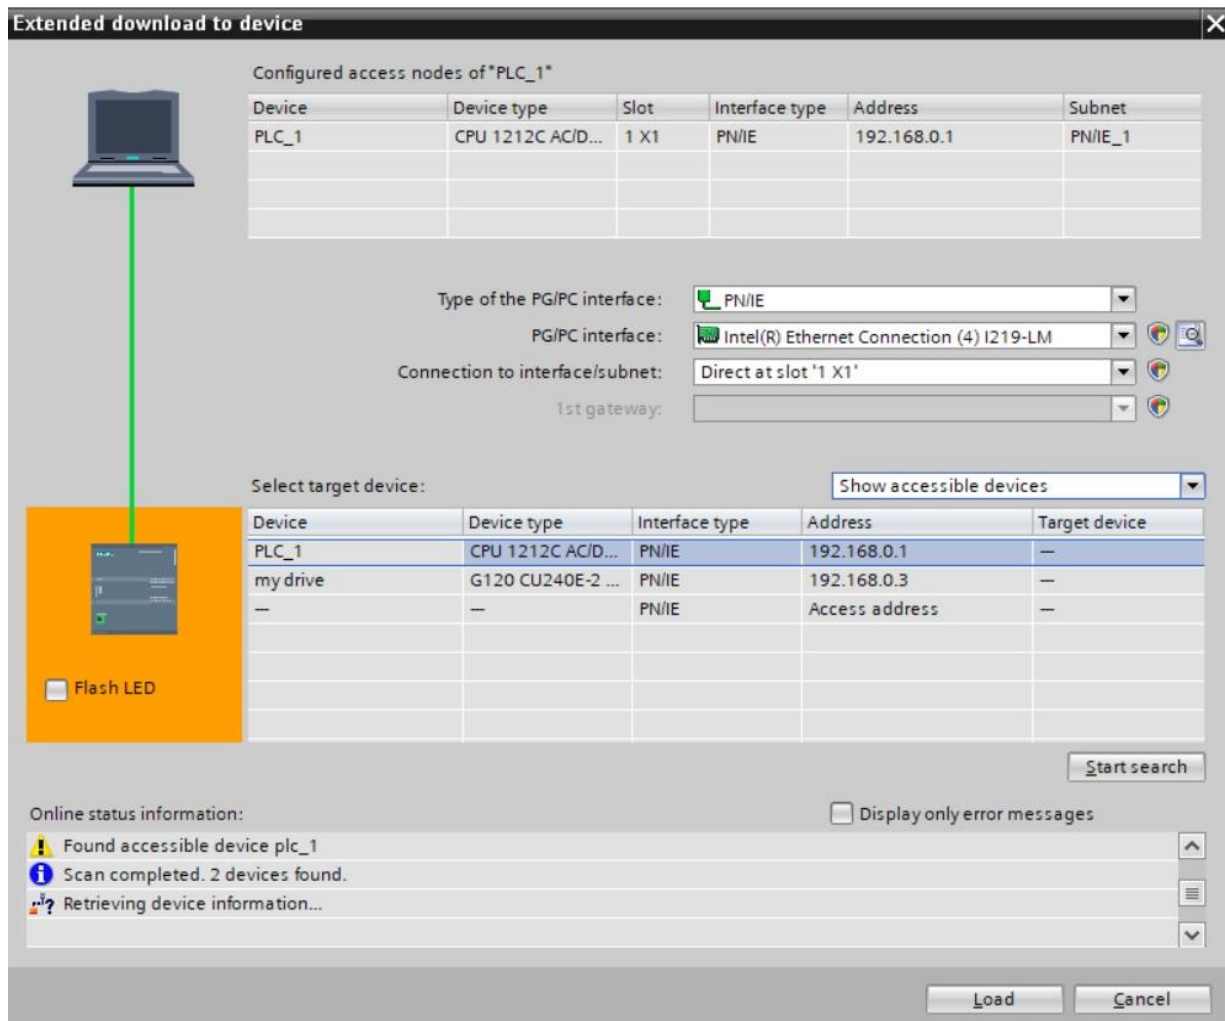 Extended download to device
Configured access nodes of "PLC_1"
Device Device type Slot Interface type Address Subnet
PLC_1 CPU 1212C AC/D... 1 X1 PN/IE 192.168.0.1 PN/IE_1
Type of the PG/PC interface: PN/IE
PG/PC interface: Intel(R) Ethernet Connection (4) I219-LM
Connection to interface/subnet: Direct at slot '1 X1'
1st gateway:
Select target device: Show accessible devices
Device Device type Interface type Address Target device
PLC_1 CPU 1212C AC/D... PN/IE 192.168.0.1 —
my drive G120 CU240E-2 ... PN/IE 192.168.0.3 —
— — PN/IE Access address —
Flash LED
Start search
Online status information: Display only error messages
Found accessible device plc_1
Scan completed. 2 devices found.
Retrieving device information...
Load Cancel